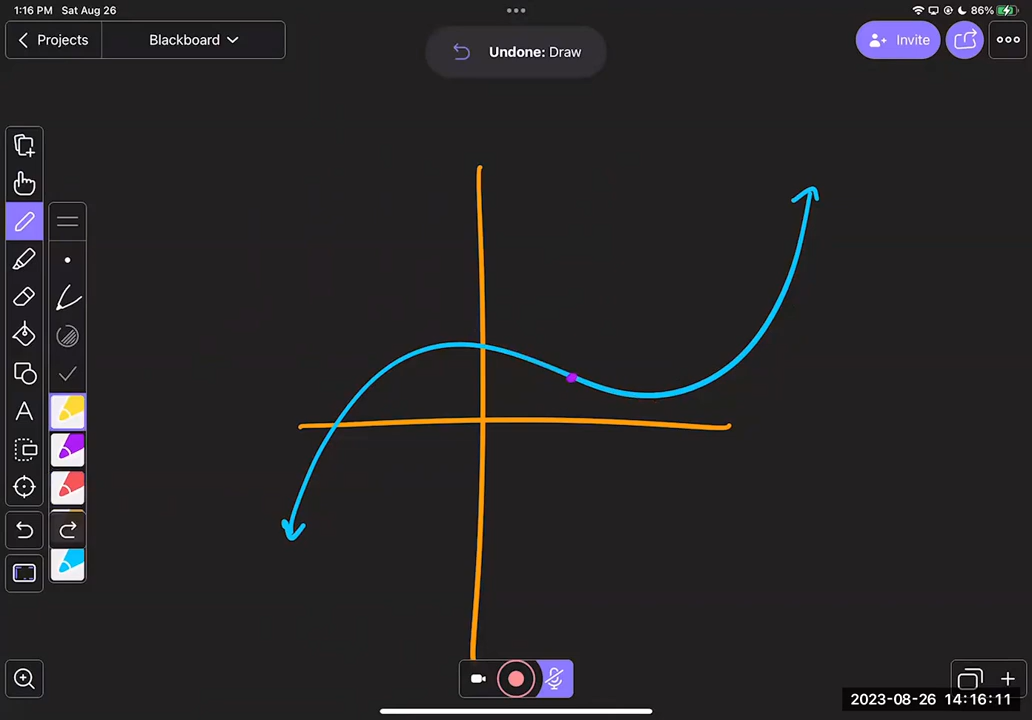 1:16 PM Sat Aug 26
86%
Projects
Blackboard
Undone: Draw
Invite
A
2023-08-26 14:16:11